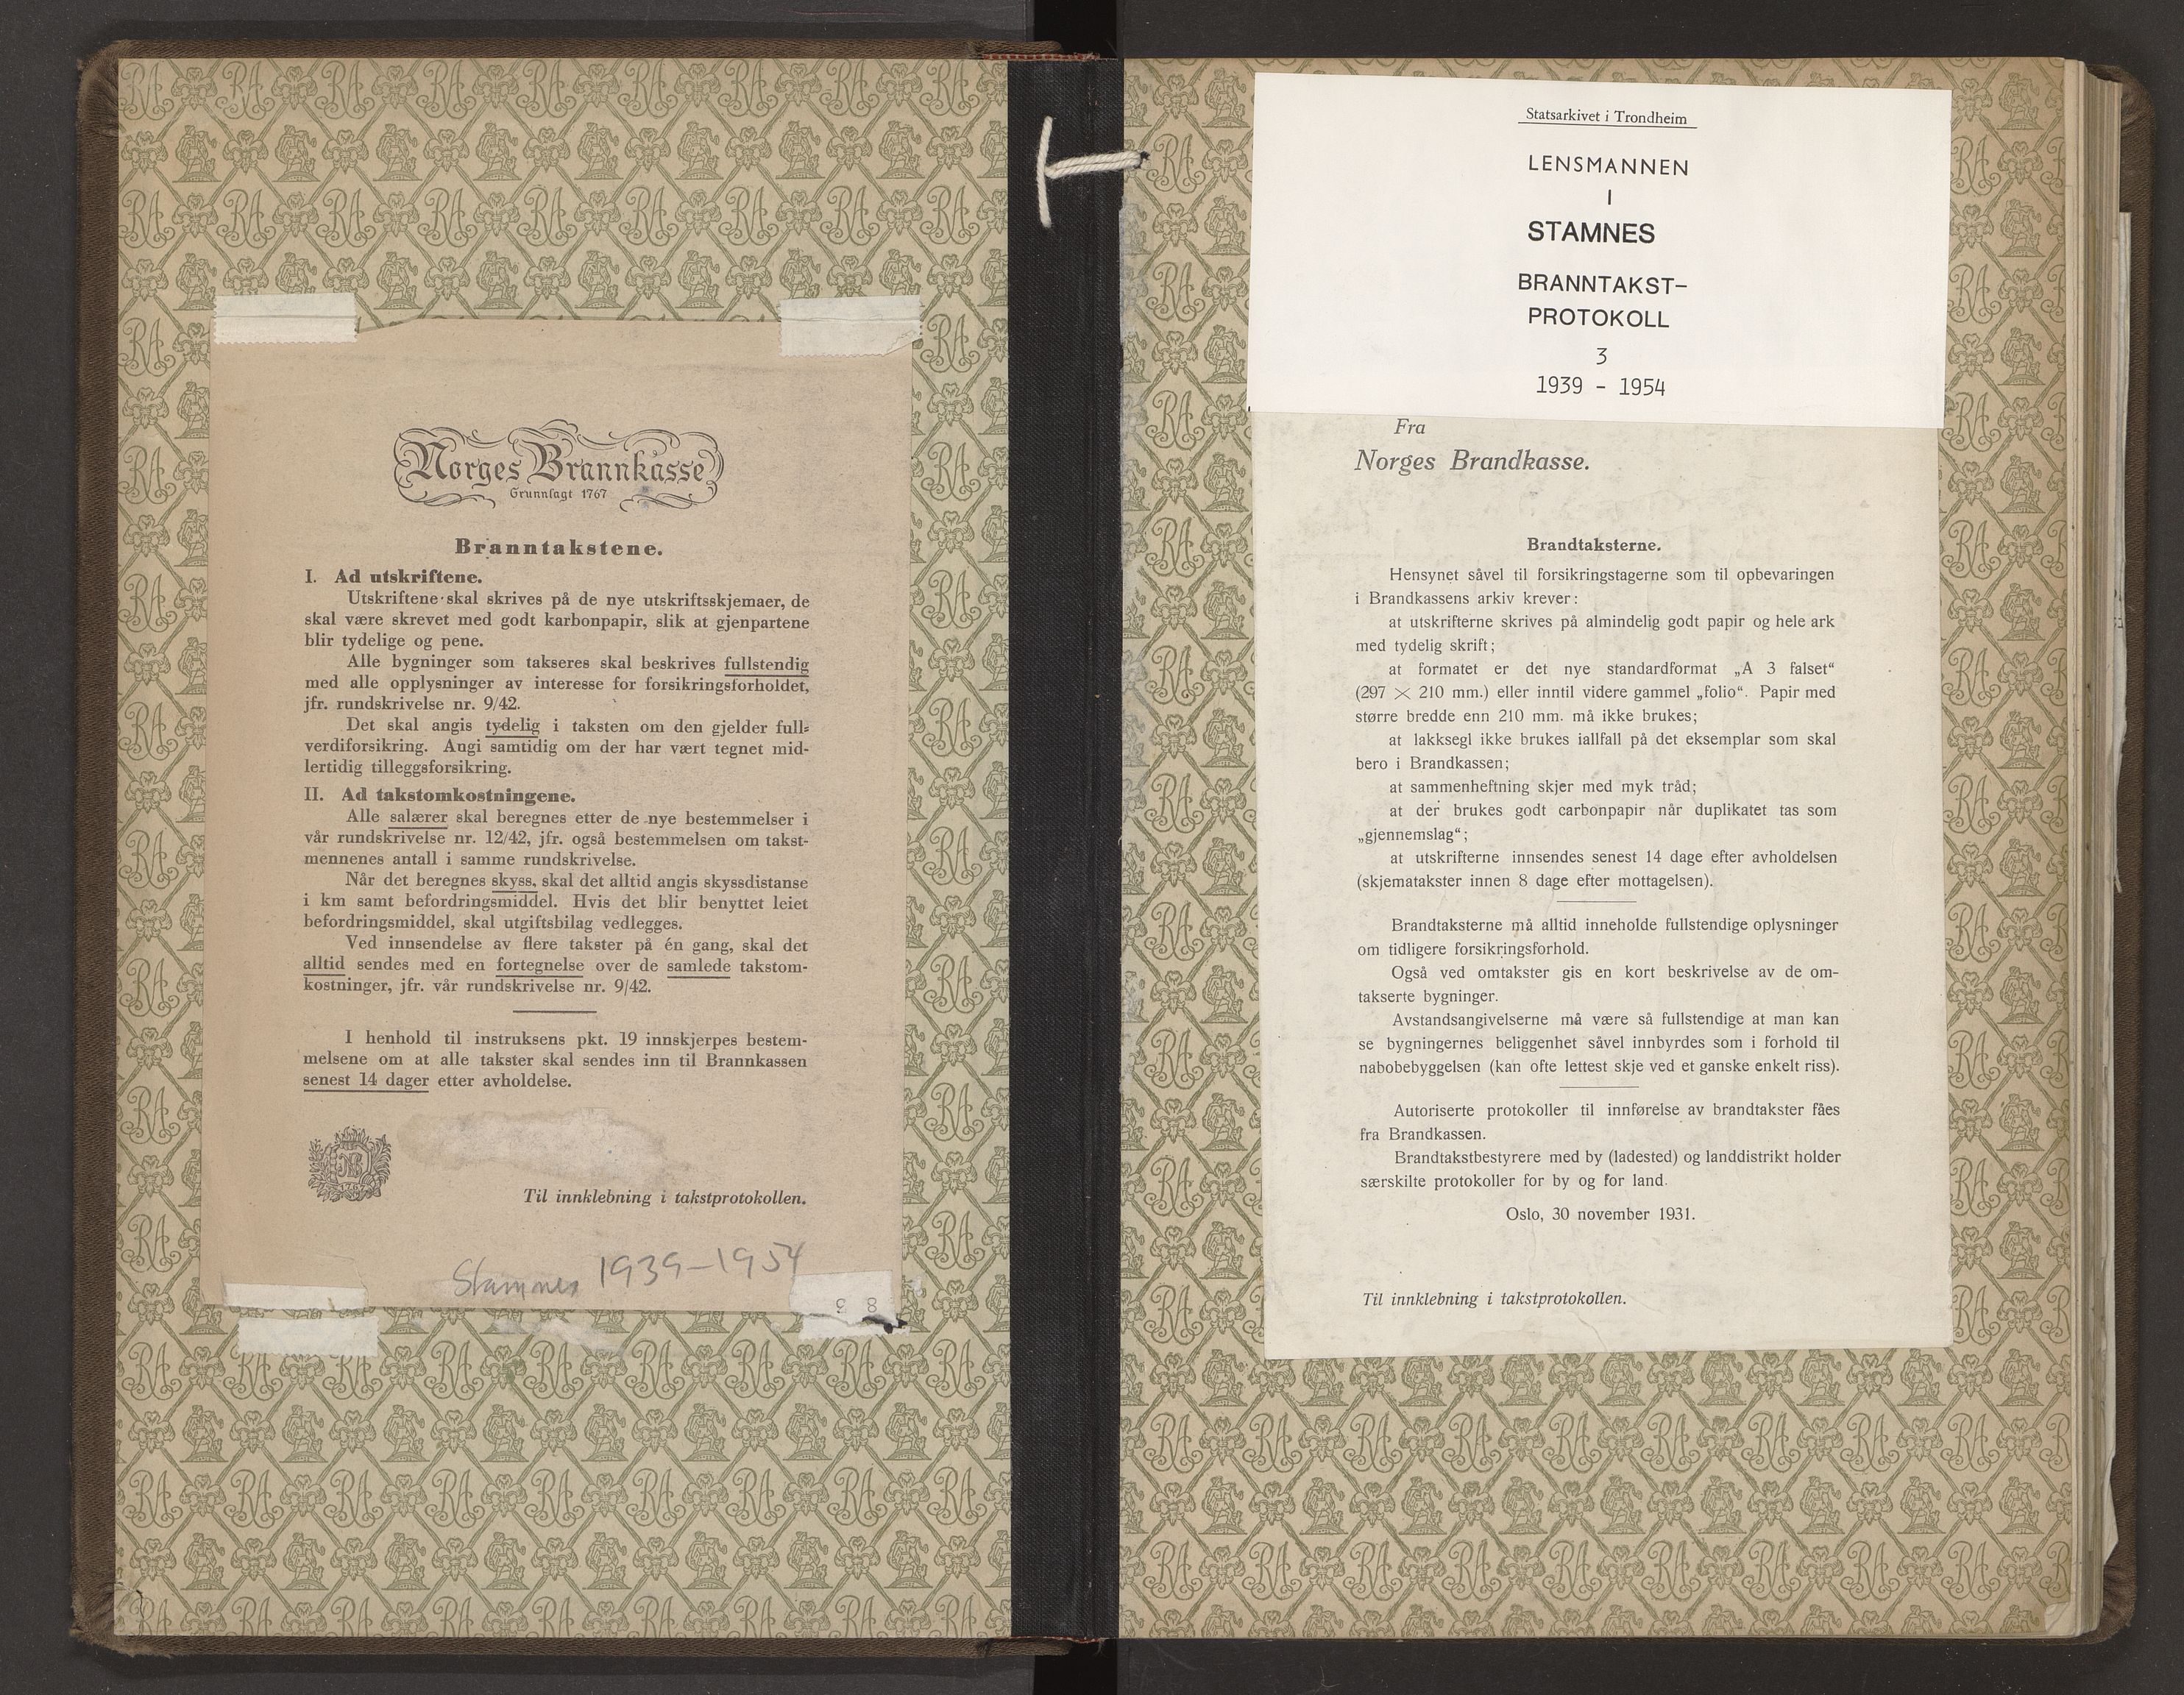 Norges Brannkasse
Grunnlagt 1767
Branntakstene.
I. Ad utskriftene.
Utskriftene skal skrives på de nye utskriftsskjemaer, de
skal være skrevet med godt karbonpapir, slik at gjenpartene
blir tydelige og pene.
Alle bygninger som takseres skal beskrives fullstendig
med alle opplysninger av interesse for forsikringsforholdet,
jfr. rundskrivelse nr. 9/42.
Det skal angis tydelig i taksten om den gjelder full-
verdiforsikring. Angi samtidig om der har vært tegnet mid-
lertidig tilleggsforsikring.
II. Ad takstomkostningene.
Alle salærer skal beregnes etter de nye bestemmelser i
vår rundskrivelse nr. 12/42, jfr. også bestemmelsen om takst-
mennenes antall i samme rundskrivelse.
Når det beregnes skyss, skal det alltid angis skyssdistanse
i km samt befordringsmiddel. Hvis det blir benyttet leiet
befordringsmiddel, skal utgiftsbilag vedlegges.
Ved innsendelse av flere takster på én gang, skal det
alltid sendes med en fortegnelse over de samlede takstom-
kostninger, jfr. vår rundskrivelse nr. 9/42.
I henhold til instruksens pkt. 19 innskjerpes bestem-
melsene om at alle takster skal sendes inn til Brannkassen
senest 14 dager etter avholdelse.
Til innklebning i takstprotokollen.
Stamnes 1939-1954
Statsarkivet i Trondheim
LENSMANNEN
I
STAMNES
BRANNTAKST-
PROTOKOLL
3
1939 - 1954
Fra
Norges Brandkasse.
Brandtaksterne.
Hensynet såvel til forsikringstagerne som til opbevaringen
i Brandkassens arkiv krever:
at utskrifterne skrives på almindelig godt papir og hele ark
med tydelig skrift;
at formatet er det nye standardformat „A 3 falset“
(297 × 210 mm.) eller inntil videre gammel „folio“. Papir med
større bredde enn 210 mm. må ikke brukes;
at lakksegl ikke brukes iallfall på det eksemplar som skal
bero i Brandkassen;
at sammenheftning skjer med myk tråd;
at der brukes godt carbonpapir når duplikatet tas som
„gjennemslag“;
at utskrifterne innsendes senest 14 dage efter avholdelsen
(skjematakster innen 8 dage efter mottagelsen).
Brandtaksterne må alltid inneholde fullstendige oplysninger
om tidligere forsikringsforhold.
Også ved omtakster gis en kort beskrivelse av de om-
takserte bygninger.
Avstandsangivelserne må være så fullstendige at man kan
se bygningernes beliggenhet såvel innbyrdes som i forhold til
nabobebyggelsen (kan ofte lettest skje ved et ganske enkelt riss).
Autoriserte protokoller til innførelse av brandtakster fåes
fra Brandkassen.
Brandtakstbestyrere med by (ladested) og landdistrikt holder
særskilte protokoller for by og for land.
Oslo, 30 november 1931.
Til innklebning i takstprotokollen.